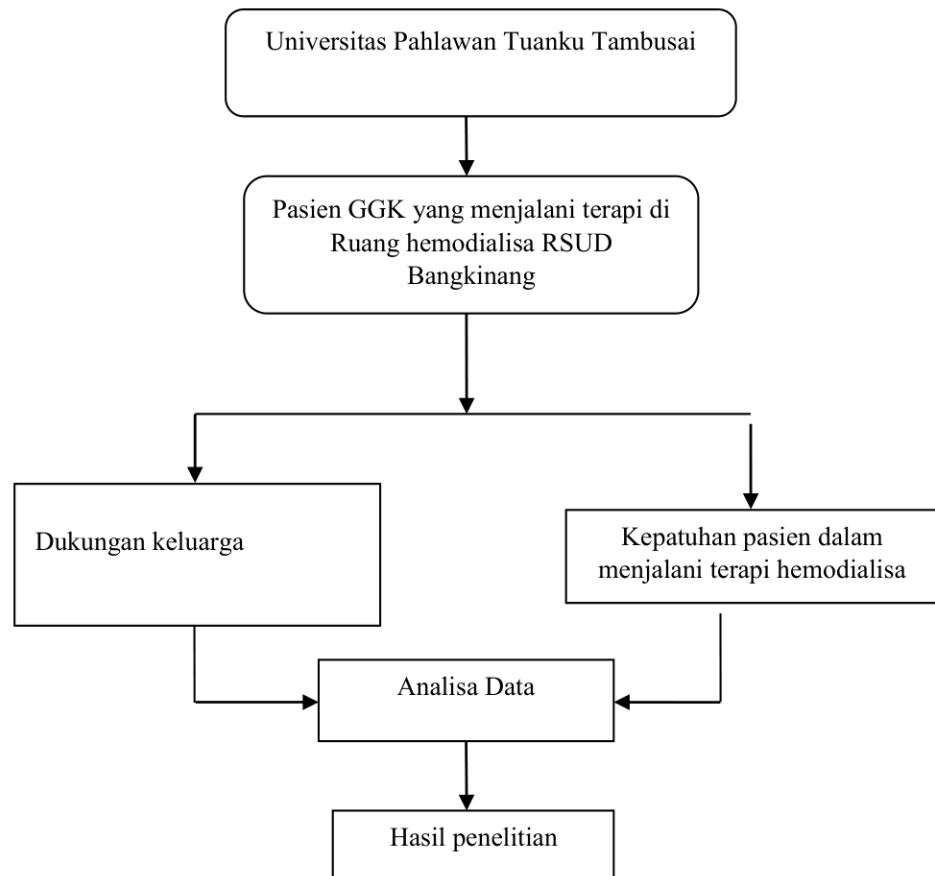 Universitas Pahlawan Tuanku Tambusai
Pasien GGK yang menjalani terapi di
Ruang hemodialisa RSUD
Bangkinang
Dukungan keluarga
Kepatuhan pasien dalam
menjalani terapi hemodialisa
Analisa Data
Hasil penelitian